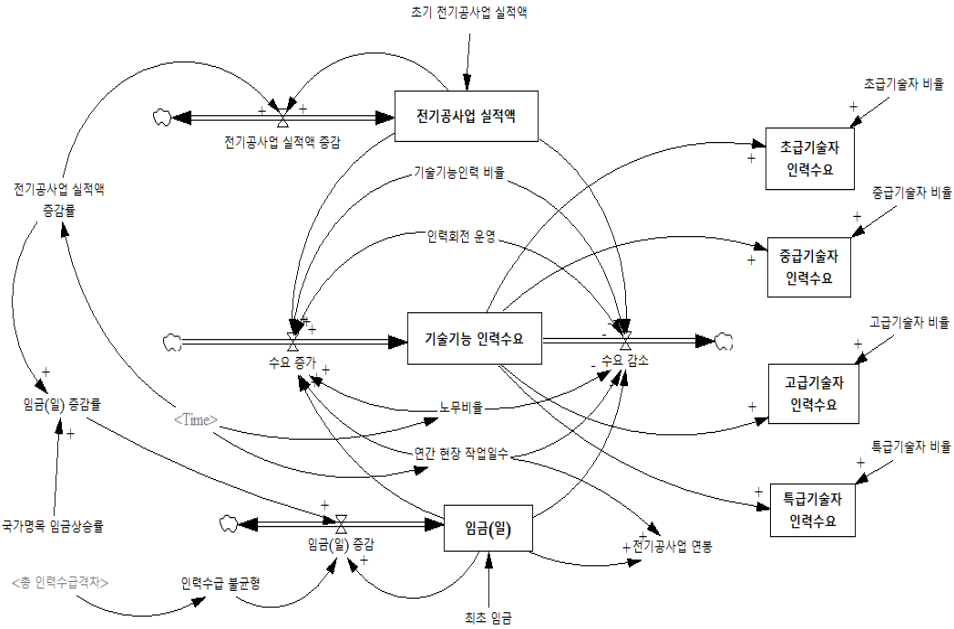 초기 전기공사업 실적액
초급기술자 비율
+
+
+
전기공사업 실적액
전기공사업 실적액 증감
초급기술자
인력수요
+
기술기능인력 비율
전기공사업 실적액
증감률
중급기술자 비율
+
인력회전 운영
중급기술자
인력수요
+
고급기술자 비율
+
+
+
-
-
기술기능 인력수요
수요 증가
수요 감소
+
+
-
+
고급기술자
인력수요
+
임금(일) 증감률
노무비율
<Time>
+
연간 현장 작업일수
특급기술자 비율
+
특급기술자
인력수요
+
+
국가명목 임금상승률
임금(일)
임금(일) 증감
+
+
+
전기공사업 연봉
<총 인력수급격차>
인력수급 불균형
최초 임금